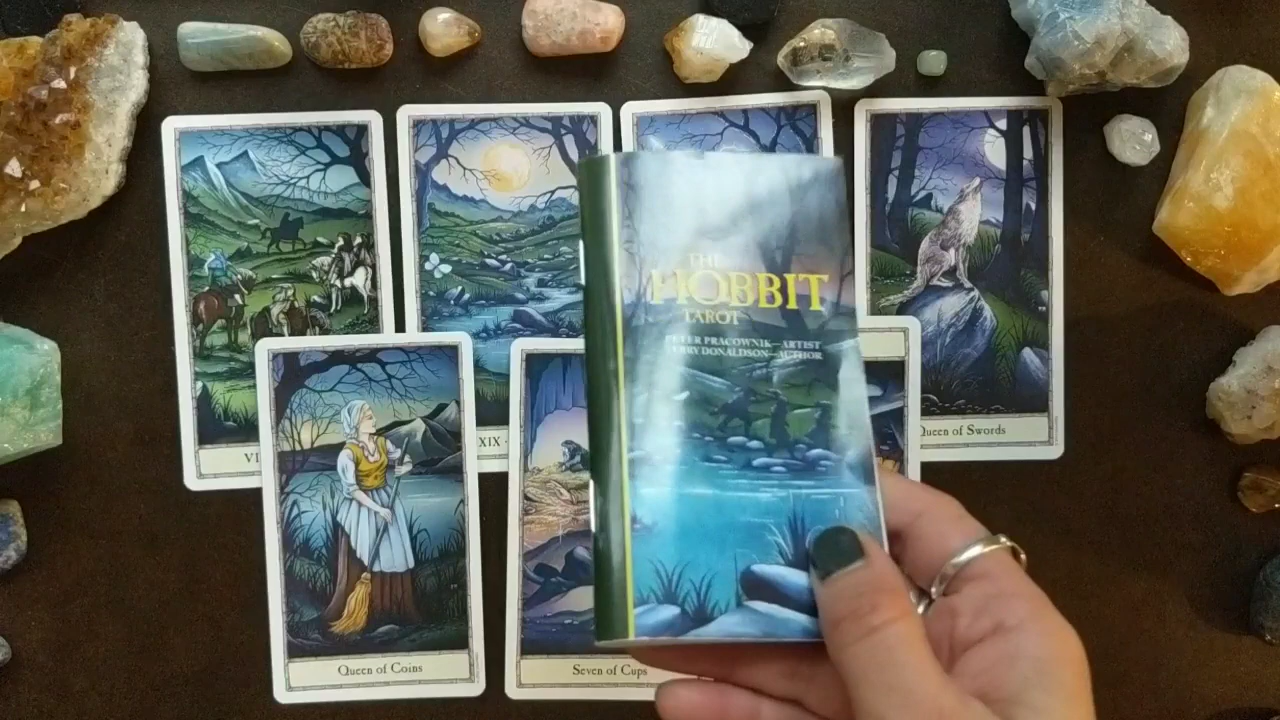 THE
HOBBIT
TAROT
PETER PRACOWNIK—ARTIST
TERRY DONALDSON—AUTHOR
VI
XIX
Queen of Swords
Queen of Coins
Seven of Cups